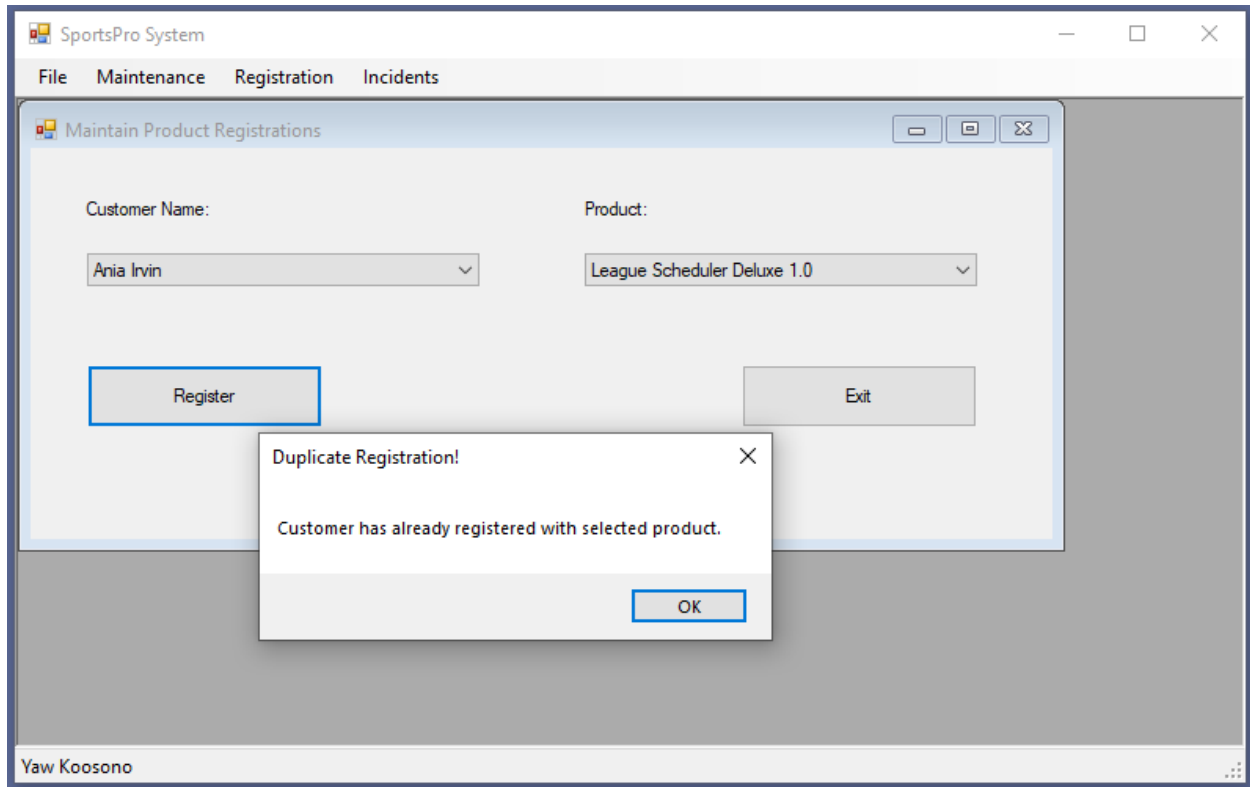 SportsPro System
File Maintenance Registration Incidents
Maintain Product Registrations
Customer Name: Product:
Ania Irvin League Scheduler Deluxe 1.0
Register Exit
Duplicate Registration!
Customer has already registered with selected product.
OK
Yaw Koosono